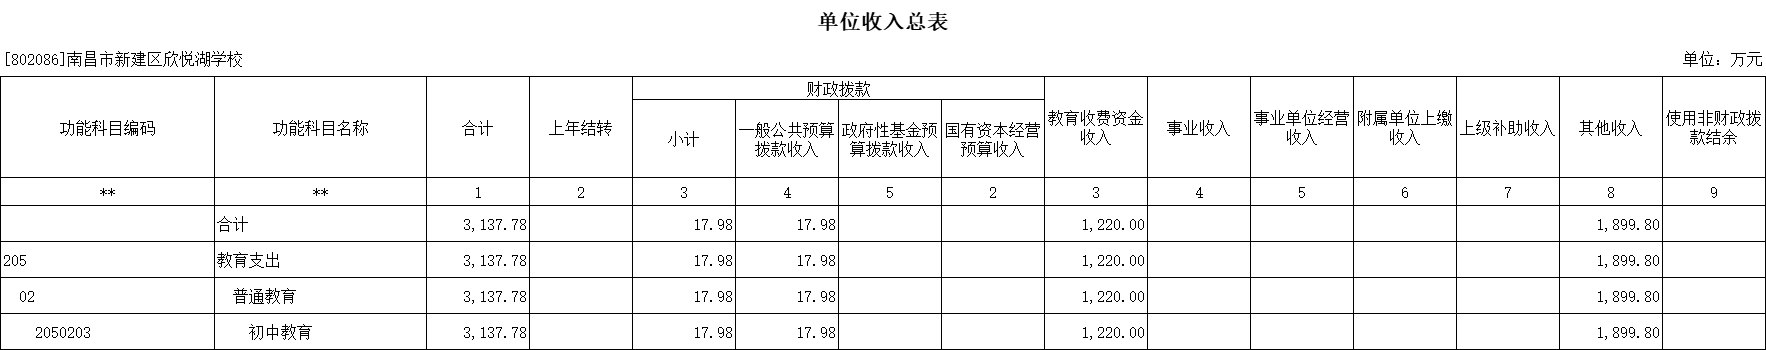 单位收入总表
[802086]南昌市新建区欣悦湖学校 单位：万元
财政拨款
功能科目编码 功能科目名称 合计 上年结转 小计 一般公共预算拨款收入 政府性基金预算拨款收入 国有资本经营预算收入 教育收费资金收入 事业收入 事业单位经营收入 附属单位上缴收入 上级补助收入 其他收入 使用非财政拨款结余
** ** 1 2 3 4 5 2 3 4 5 6 7 8 9
合计 3,137.78 17.98 17.98 1,220.00 1,899.80
205 教育支出 3,137.78 17.98 17.98 1,220.00 1,899.80
02 普通教育 3,137.78 17.98 17.98 1,220.00 1,899.80
2050203 初中教育 3,137.78 17.98 17.98 1,220.00 1,899.80